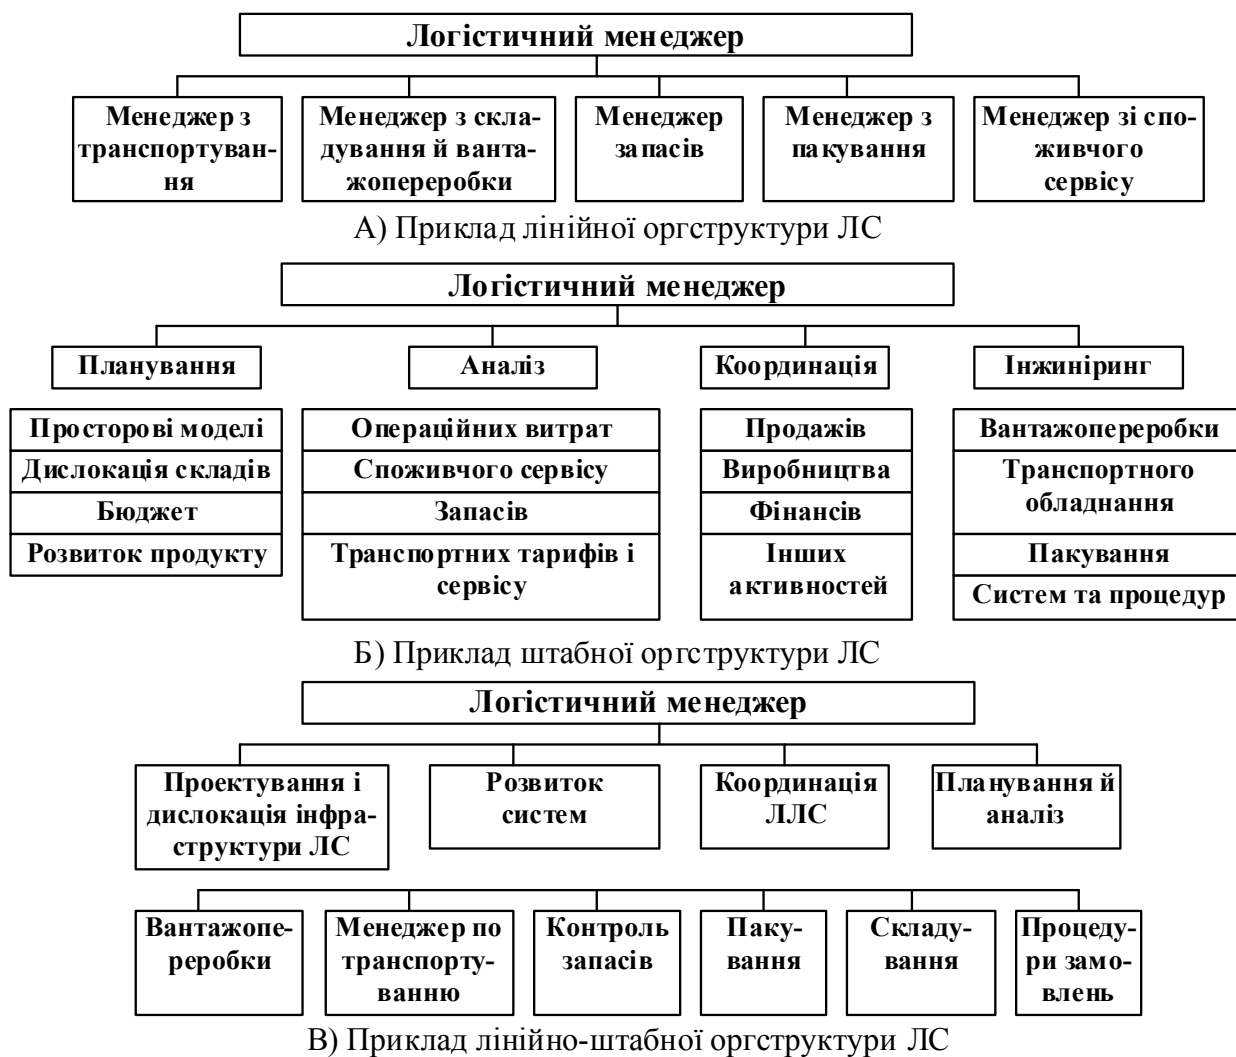 Логістичний менеджер
Менеджер з
транспортуван-
ня
Менеджер з скла-
дування й ванта-
жопереробки
Менеджер
запасів
Менеджер з
пакування
Менеджер зі спо-
живчого
сервісу
А) Приклад лінійної оргструктури ЛС
Логістичний менеджер
Планування
Аналіз
Координація
Інжиніринг
Просторові моделі
Дислокація складів
Бюджет
Розвиток продукту
Операційних витрат
Споживчого сервісу
Запасів
Транспортних тарифів і
сервісу
Продажів
Виробництва
Фінансів
Інших
активностей
Вантажопереробки
Транспортного
обладнання
Пакування
Систем та процедур
Б) Приклад штабної оргструктури ЛС
Логістичний менеджер
Проектування і
дислокація інфра-
структури ЛС
Розвиток
систем
Координація
ЛЛС
Планування й
аналіз
Вантажопе-
реробки
Менеджер по
транспорту-
ванню
Контроль
запасів
Паку-
вання
Складу-
вання
Процеду-
ри замо-
влень
В) Приклад лінійно-штабної оргструктури ЛС